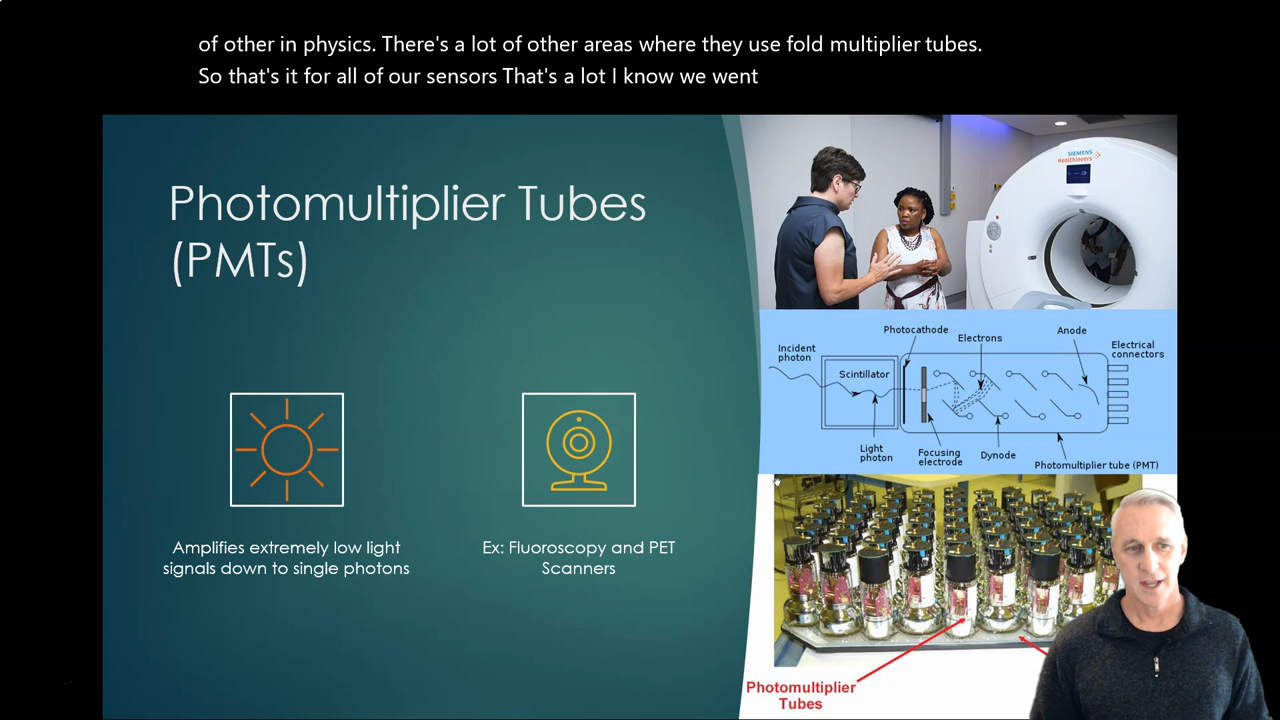 of other in physics. There's a lot of other areas where they use fold multiplier tubes.
So that's it for all of our sensors That's a lot I know we went
Photomultiplier Tubes
(PMTs)
Amplifies extremely low light
signals down to single photons
Ex: Fluoroscopy and PET
Scanners
SIEMENS
Healthineers
Incident
photon
Scintillator
Photocathode
Electrons
Anode
Electrical
connectors
Light
photon
Focusing
electrode
Dynode
Photomultiplier tube (PMT)
Photomultiplier
Tubes